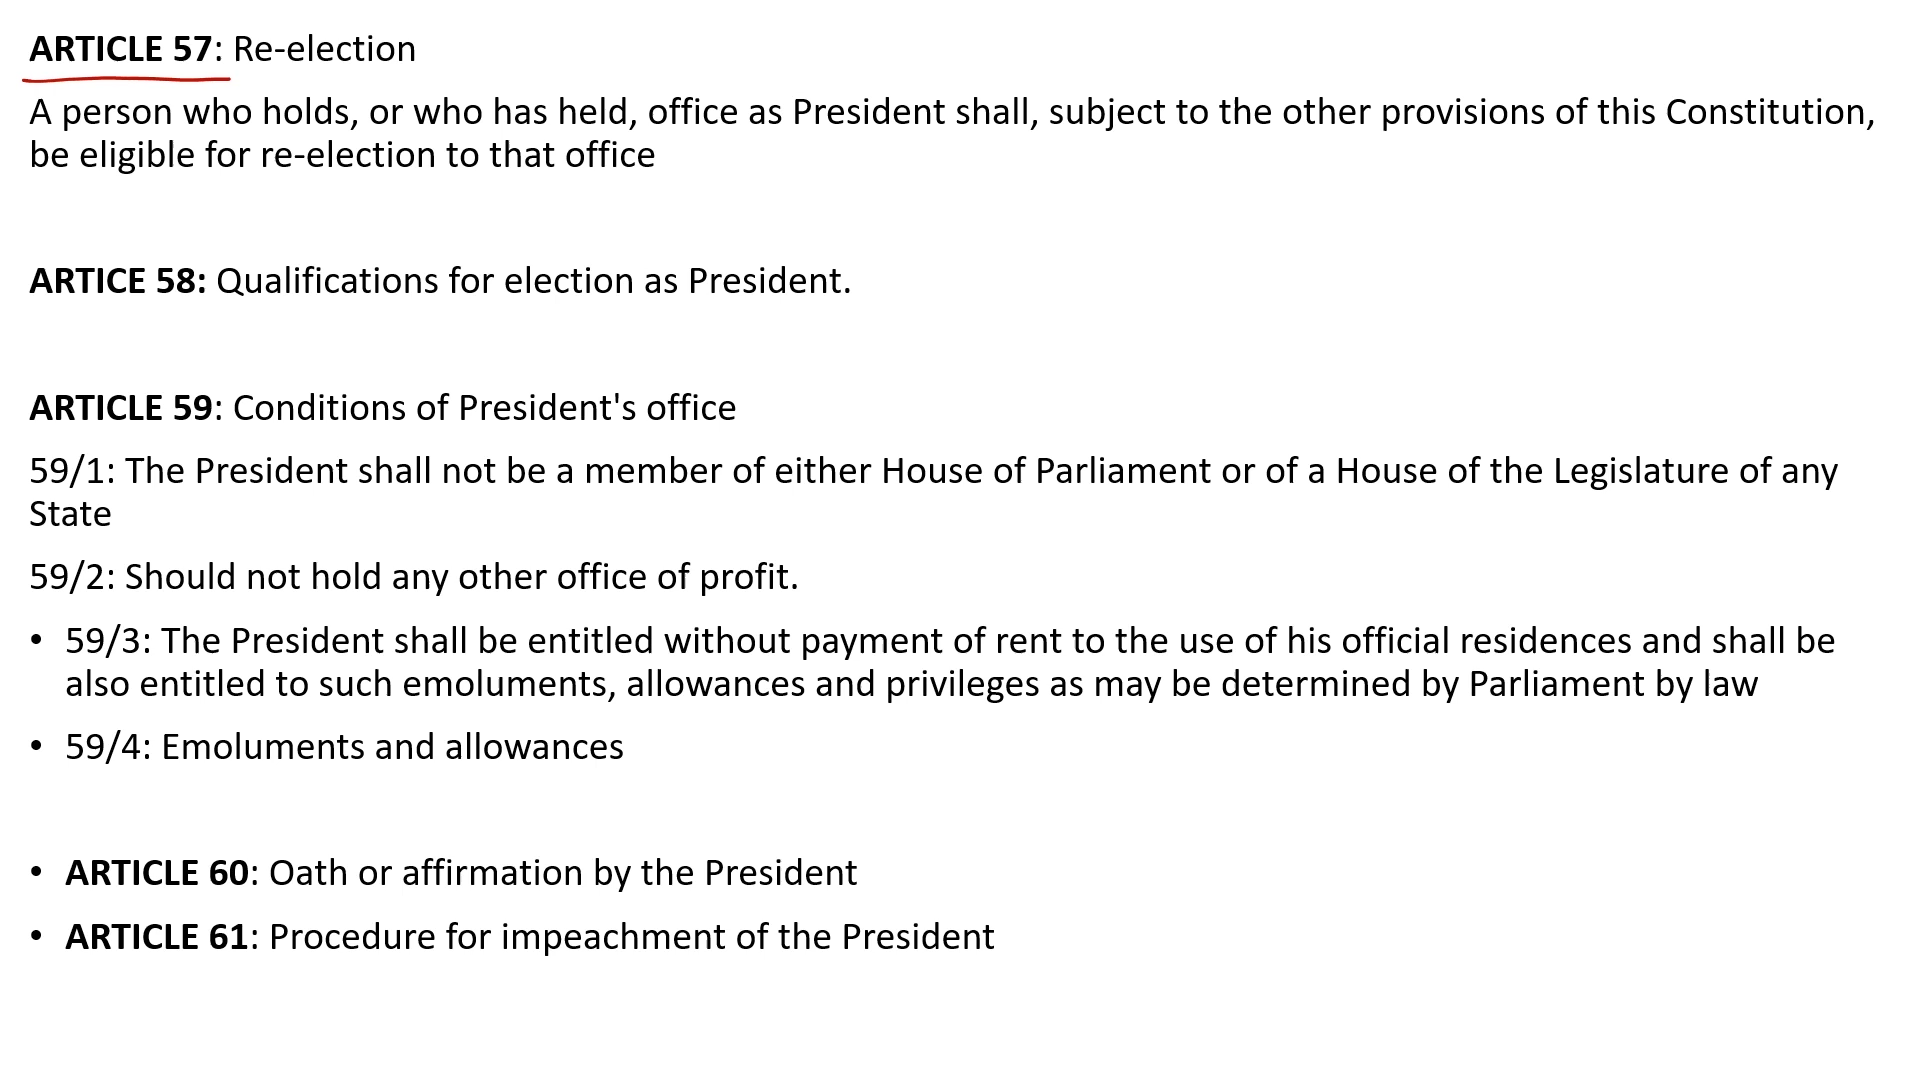 ARTICLE 57: Re-election
A person who holds, or who has held, office as President shall, subject to the other provisions of this Constitution,
be eligible for re-election to that office
ARTICE 58: Qualifications for election as President.
ARTICLE 59: Conditions of President's office
59/1: The President shall not be a member of either House of Parliament or of a House of the Legislature of any
State
59/2: Should not hold any other office of profit.
• 59/3: The President shall be entitled without payment of rent to the use of his official residences and shall be
also entitled to such emoluments, allowances and privileges as may be determined by Parliament by law
• 59/4: Emoluments and allowances
• ARTICLE 60: Oath or affirmation by the President
• ARTICLE 61: Procedure for impeachment of the President